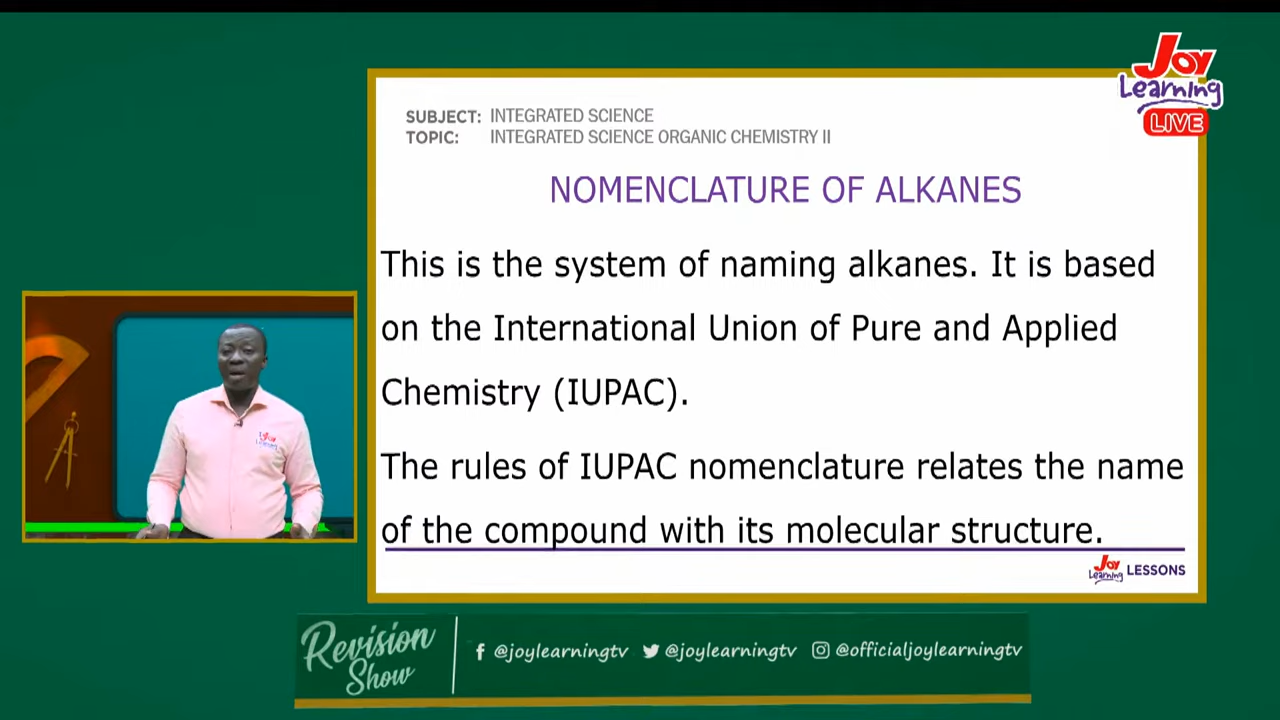 Joy
Learning
LIVE
SUBJECT: INTEGRATED SCIENCE
TOPIC: INTEGRATED SCIENCE ORGANIC CHEMISTRY II
NOMENCLATURE OF ALKANES
This is the system of naming alkanes. It is based
on the International Union of Pure and Applied
Chemistry (IUPAC).
The rules of IUPAC nomenclature relates the name
of the compound with its molecular structure.
Joy
Learning LESSONS
Joy
Learning
Revision
Show
@joylearningtv @joylearningtv @officialjoylearningtv